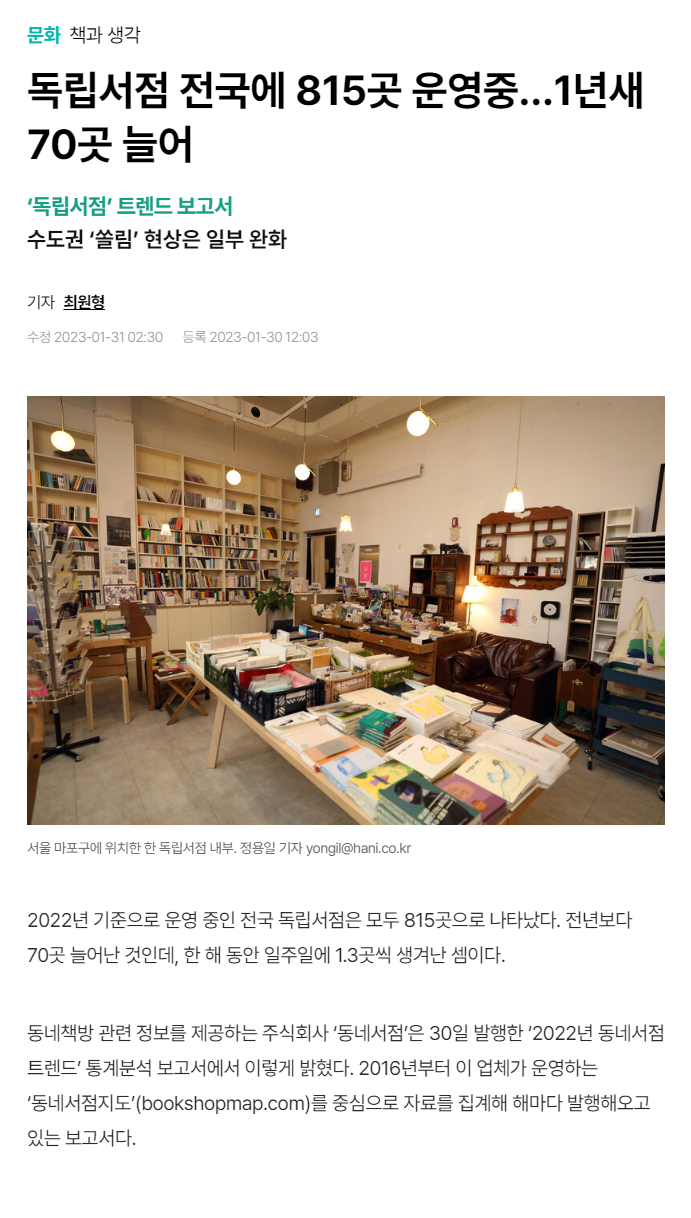 문화 책과 생각
독립서점 전국에 815곳 운영중…1년새
70곳 늘어
‘독립서점’ 트렌드 보고서
수도권 ‘쏠림’ 현상은 일부 완화
기자 최원형
수정 2023-01-31 02:30 등록 2023-01-30 12:03
서울 마포구에 위치한 한 독립서점 내부. 정용일 기자 yongil@hani.co.kr
2022년 기준으로 운영 중인 전국 독립서점은 모두 815곳으로 나타났다. 전년보다
70곳 늘어난 것인데, 한 해 동안 일주일에 1.3곳씩 생겨난 셈이다.
동네책방 관련 정보를 제공하는 주식회사 ‘동네서점’은 30일 발행한 ‘2022년 동네서점
트렌드’ 통계분석 보고서에서 이렇게 밝혔다. 2016년부터 이 업체가 운영하는
‘동네서점지도’(bookshopmap.com)를 중심으로 자료를 집계해 해마다 발행해오고
있는 보고서다.